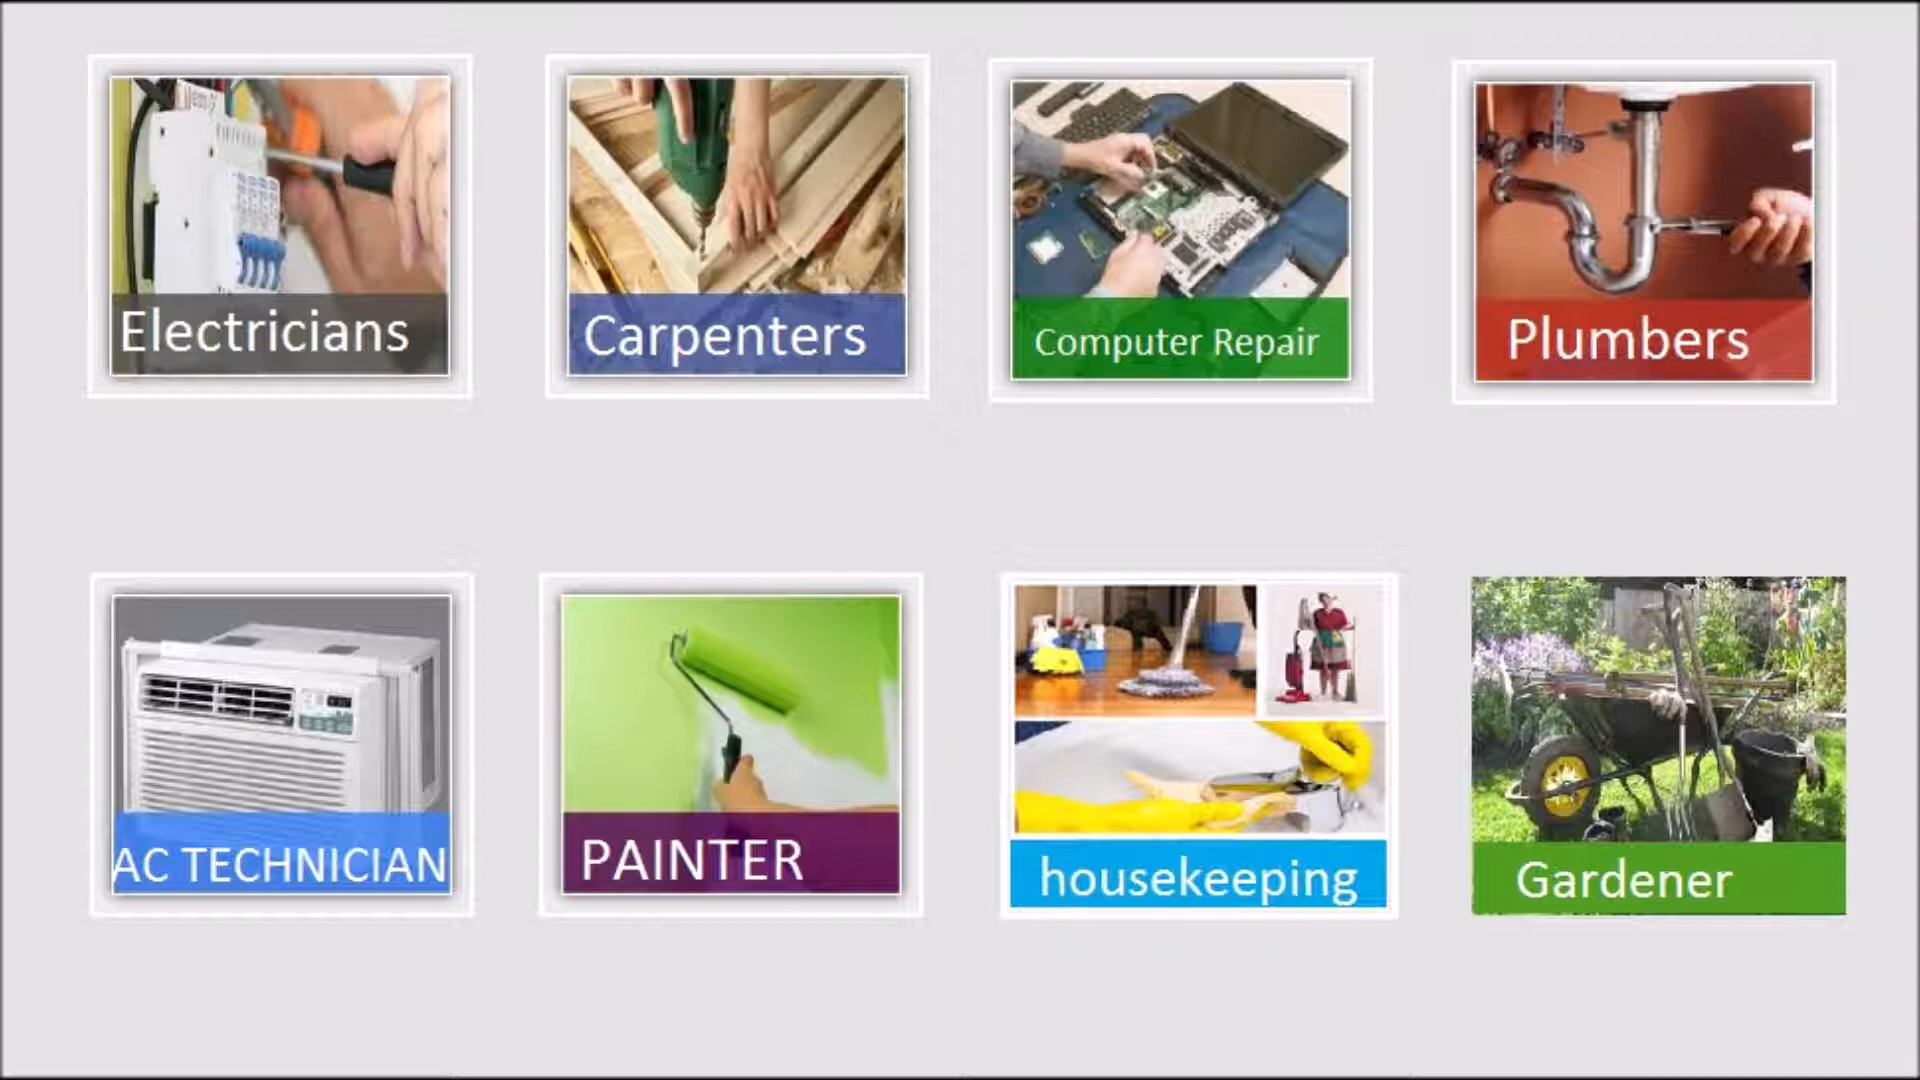 Electricians
Carpenters
Computer Repair
Plumbers
AC TECHNICIAN
PAINTER
housekeeping
Gardener